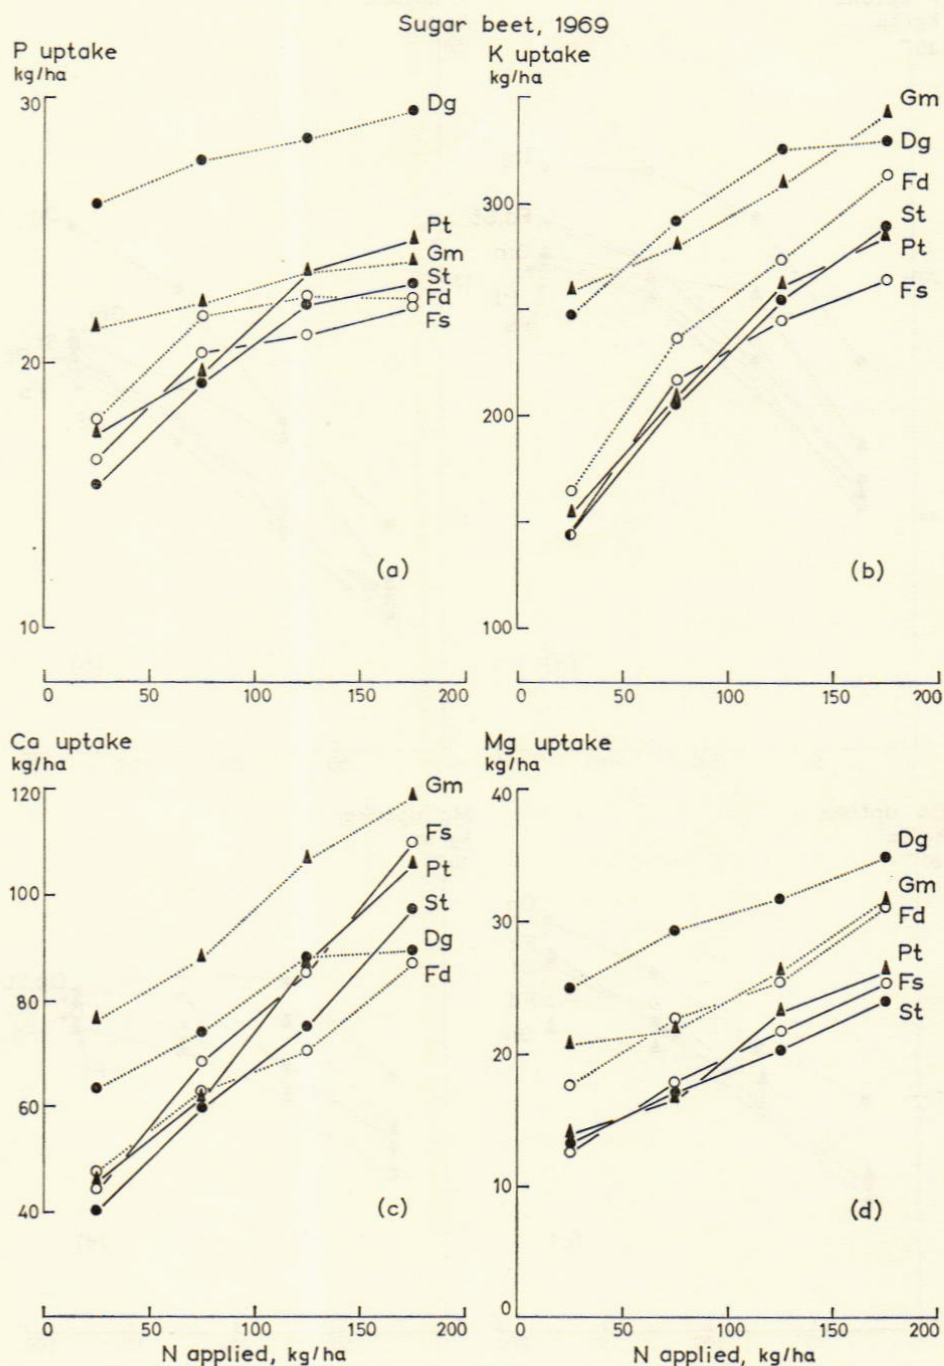 Sugar beet, 1969
P uptake
kg/ha
30
20
10
Dg
Pt
Gm
St
Fd
Fs
(a)
0
50
100
150
200
K uptake
kg/ha
300
200
100
Gm
Dg
Fd
St
Pt
Fs
(b)
0
50
100
150
200
Ca uptake
kg/ha
120
100
80
60
40
Gm
Fs
Pt
St
Dg
Fd
(c)
0
50
100
150
200
N applied, kg/ha
Mg uptake
kg/ha
40
30
20
10
0
Dg
Gm
Fd
Pt
Fs
St
(d)
0
50
100
150
200
N applied, kg/ha